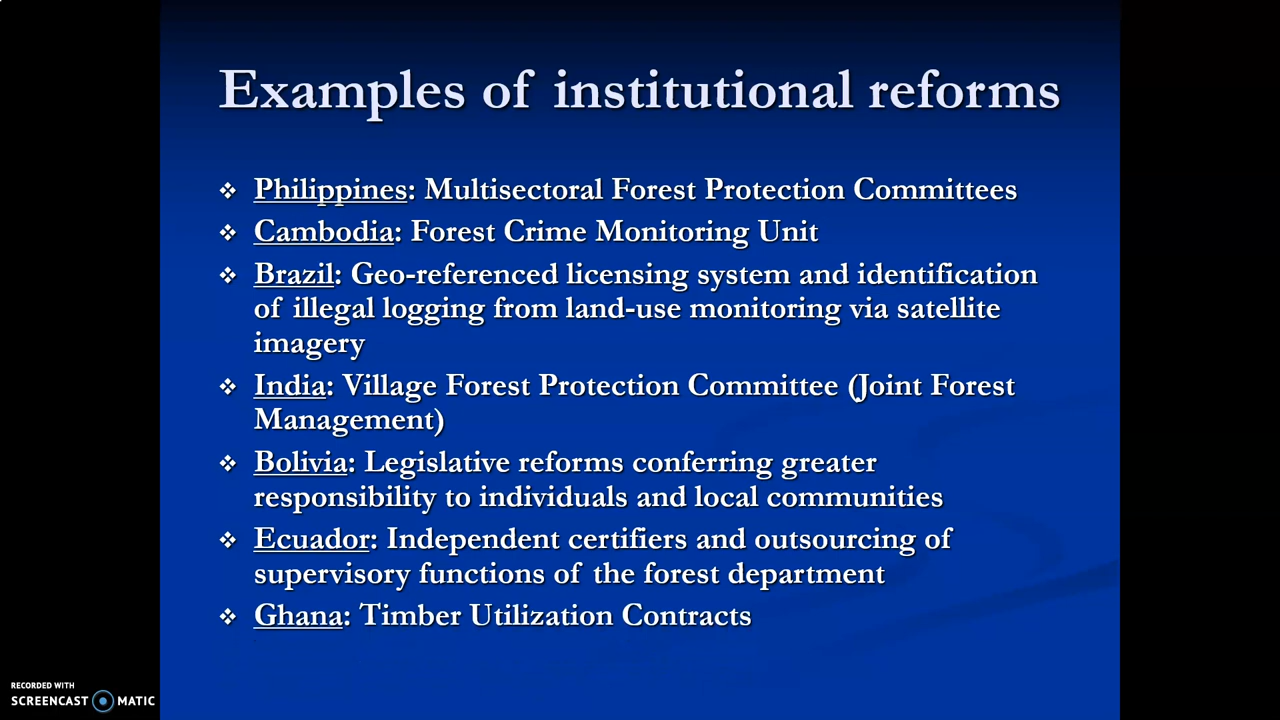 Examples of institutional reforms
❖ Philippines: Multisectoral Forest Protection Committees
❖ Cambodia: Forest Crime Monitoring Unit
❖ Brazil: Geo-referenced licensing system and identification
of illegal logging from land-use monitoring via satellite
imagery
❖ India: Village Forest Protection Committee (Joint Forest
Management)
❖ Bolivia: Legislative reforms conferring greater
responsibility to individuals and local communities
❖ Ecuador: Independent certifiers and outsourcing of
supervisory functions of the forest department
❖ Ghana: Timber Utilization Contracts
RECORDED WITH
SCREENCAST MATIC